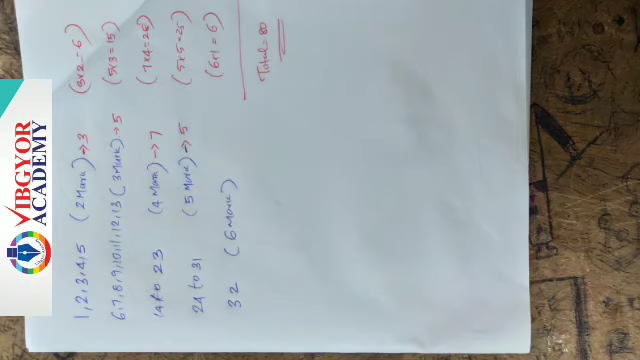 VIBGYOR
ACADEMY
1,2,3,4,5 (2 Mark) → 3 (3×2=6)
6,7,8,9,10,11,12,13 (3 Mark) → 5 (5×3=15)
14 to 23 (4 Mark) → 7 (7×4=28)
24 to 31 (5 Mark) → 5 (5×5=25)
32 (6 Mark) (6×1=6)
Total=80